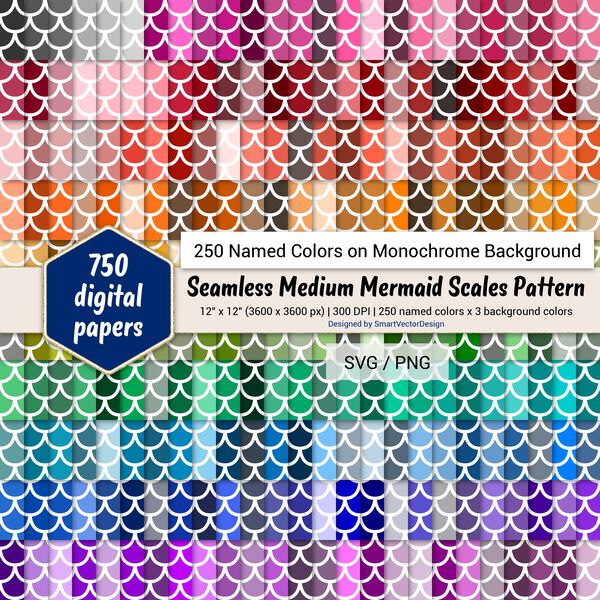 250 Named Colors on Monochrome Background
750
digital
papers
Seamless Medium Mermaid Scales Pattern
12" x 12" (3600 x 3600 px) | 300 DPI | 250 named colors x 3 background colors
Designed by SmartVectorDesign
SVG / PNG